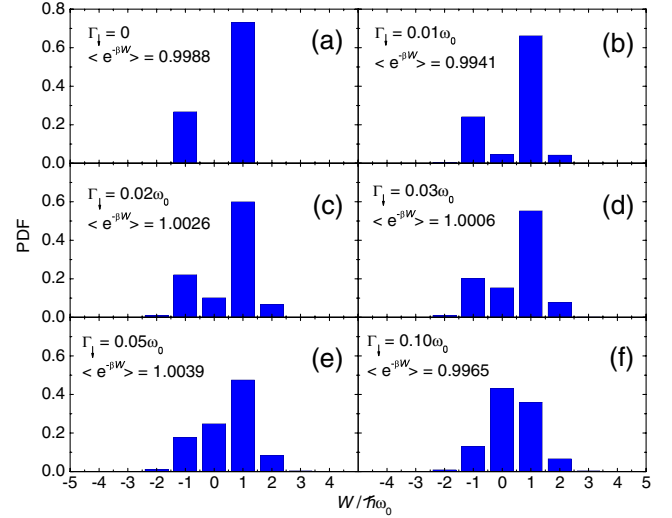 0.8
0.6
0.4
0.2
0.0
Γ↓ = 0
< e^-βW > = 0.9988
(a)
Γ↓ = 0.01ω₀
< e^-βW > = 0.9941
(b)
PDF
0.6
0.4
0.2
0.0
Γ↓ = 0.02ω₀
< e^-βW > = 1.0026
(c)
Γ↓ = 0.03ω₀
< e^-βW > = 1.0006
(d)
0.6
0.4
0.2
0.0
Γ↓ = 0.05ω₀
< e^-βW > = 1.0039
(e)
Γ↓ = 0.10ω₀
< e^-βW > = 0.9965
(f)
-5 -4 -3 -2 -1 0 1 2 3 4 -4 -3 -2 -1 0 1 2 3 4 5
W/ℏω₀